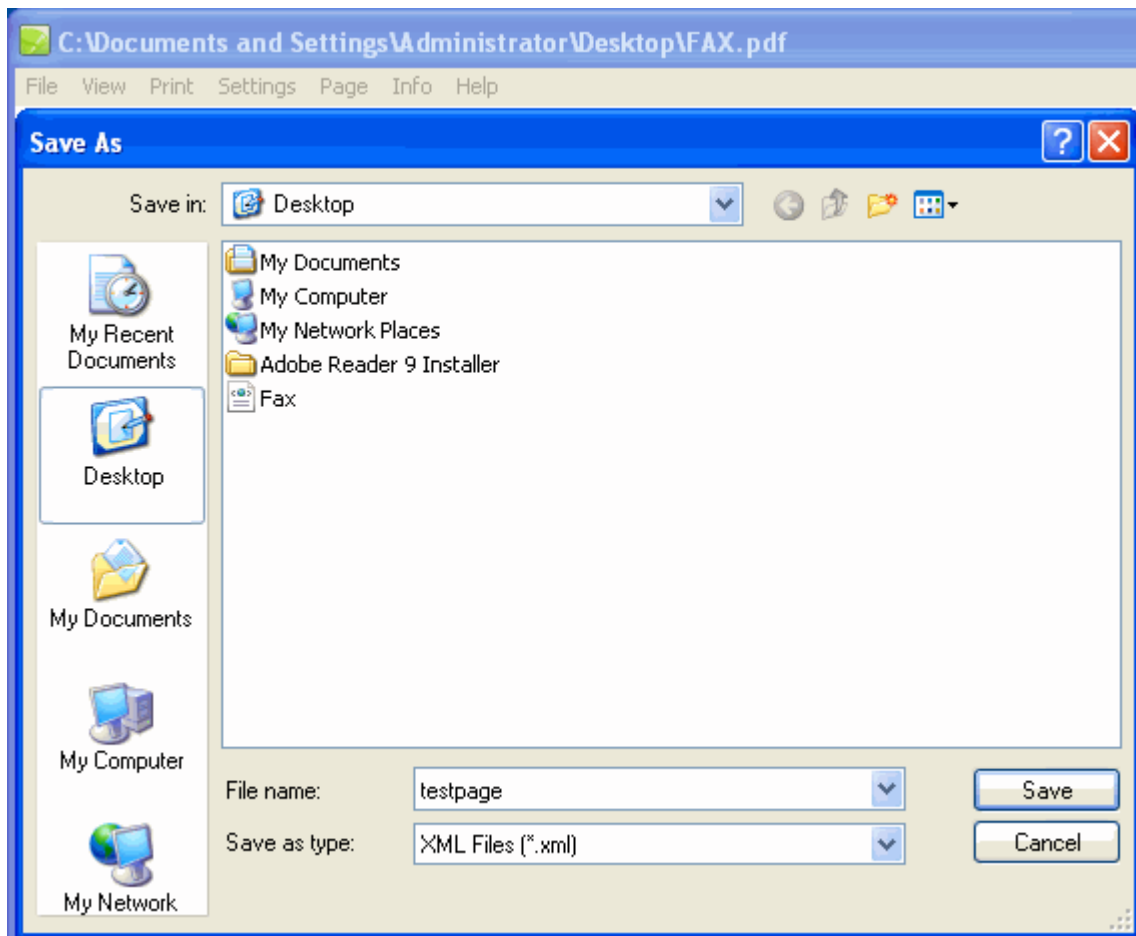 C:\Documents and Settings\Administrator\Desktop\FAX.pdf
File View Print Settings Page Info Help
Save As
Save in: Desktop
My Recent
Documents
Desktop
My Documents
My Computer
My Network
My Documents
My Computer
My Network Places
Adobe Reader 9 Installer
Fax
File name: testpage Save
Save as type: XML Files (*.xml) Cancel